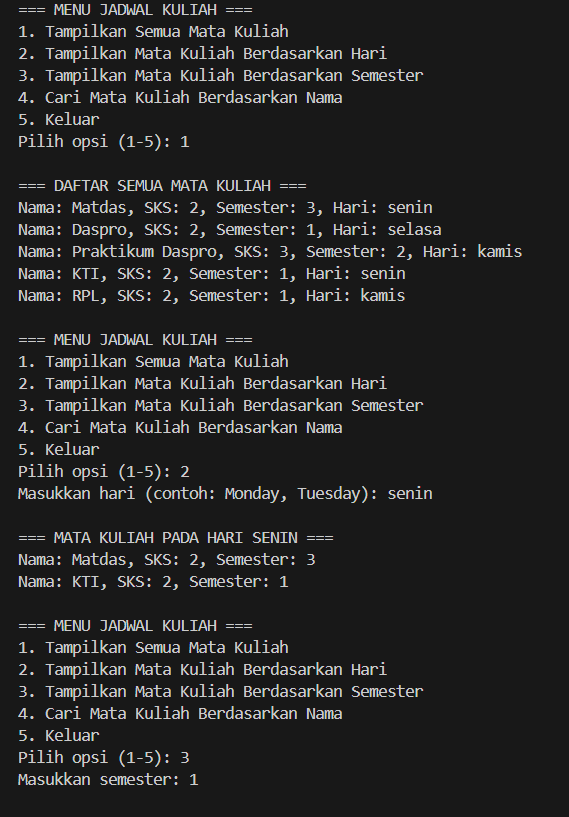 === MENU JADWAL KULIAH ===
1. Tampilkan Semua Mata Kuliah
2. Tampilkan Mata Kuliah Berdasarkan Hari
3. Tampilkan Mata Kuliah Berdasarkan Semester
4. Cari Mata Kuliah Berdasarkan Nama
5. Keluar
Pilih opsi (1-5): 1
=== DAFTAR SEMUA MATA KULIAH ===
Nama: Matdas, SKS: 2, Semester: 3, Hari: senin
Nama: Daspro, SKS: 2, Semester: 1, Hari: selasa
Nama: Praktikum Daspro, SKS: 3, Semester: 2, Hari: kamis
Nama: KTI, SKS: 2, Semester: 1, Hari: senin
Nama: RPL, SKS: 2, Semester: 1, Hari: kamis
=== MENU JADWAL KULIAH ===
1. Tampilkan Semua Mata Kuliah
2. Tampilkan Mata Kuliah Berdasarkan Hari
3. Tampilkan Mata Kuliah Berdasarkan Semester
4. Cari Mata Kuliah Berdasarkan Nama
5. Keluar
Pilih opsi (1-5): 2
Masukkan hari (contoh: Monday, Tuesday): senin
=== MATA KULIAH PADA HARI SENIN ===
Nama: Matdas, SKS: 2, Semester: 3
Nama: KTI, SKS: 2, Semester: 1
=== MENU JADWAL KULIAH ===
1. Tampilkan Semua Mata Kuliah
2. Tampilkan Mata Kuliah Berdasarkan Hari
3. Tampilkan Mata Kuliah Berdasarkan Semester
4. Cari Mata Kuliah Berdasarkan Nama
5. Keluar
Pilih opsi (1-5): 3
Masukkan semester: 1